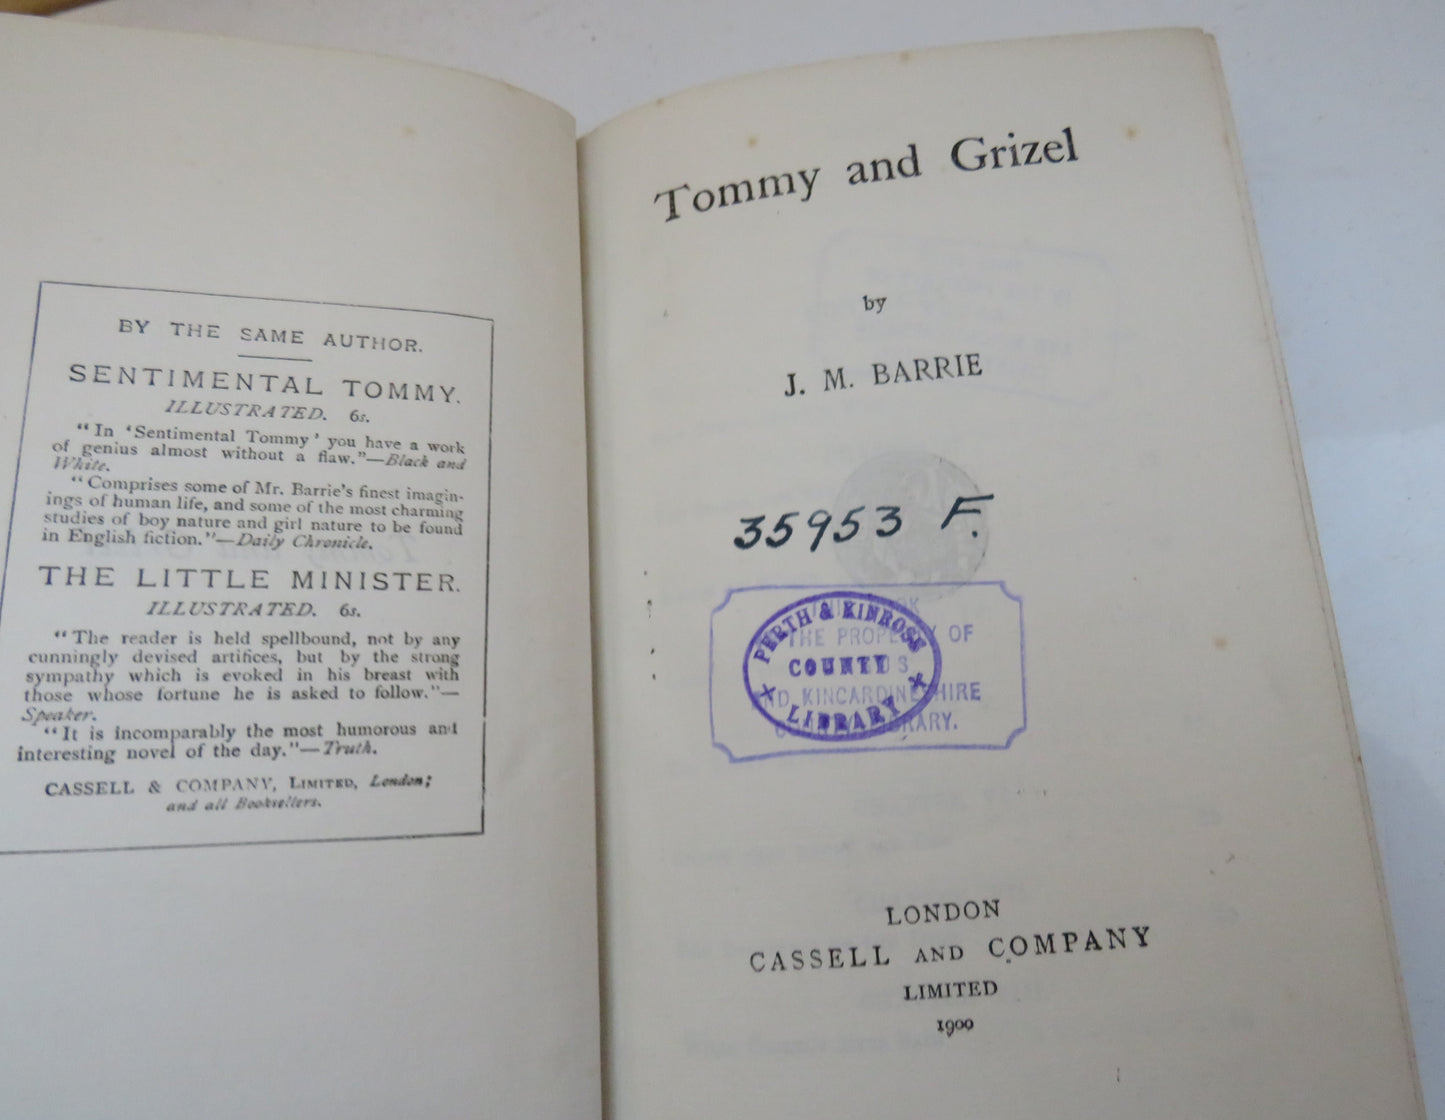 BY THE SAME AUTHOR.
SENTIMENTAL TOMMY.
ILLUSTRATED. 6s.
"In 'Sentimental Tommy' you have a work
of genius almost without a flaw."—Black and
White.
"Comprises some of Mr. Barrie's finest imagin-
ings of human life, and some of the most charming
studies of boy nature and girl nature to be found
in English fiction."—Daily Chronicle.
THE LITTLE MINISTER.
ILLUSTRATED. 6s.
"The reader is held spellbound, not by any
cunningly devised artifices, but by the strong
sympathy which is evoked in his breast with
those whose fortune he is asked to follow."—
Speaker.
"It is incomparably the most humorous and
interesting novel of the day."—Truth.
CASSELL & COMPANY, LIMITED, London;
and all Booksellers.
Tommy and Grizel
by
J. M. BARRIE
35953 F.
PERTH & KINROSS
COUNTY
LIBRARY
THE PROPERTY OF
KINCARDINESHIRE
LIBRARY.
LONDON
CASSELL AND COMPANY
LIMITED
1900